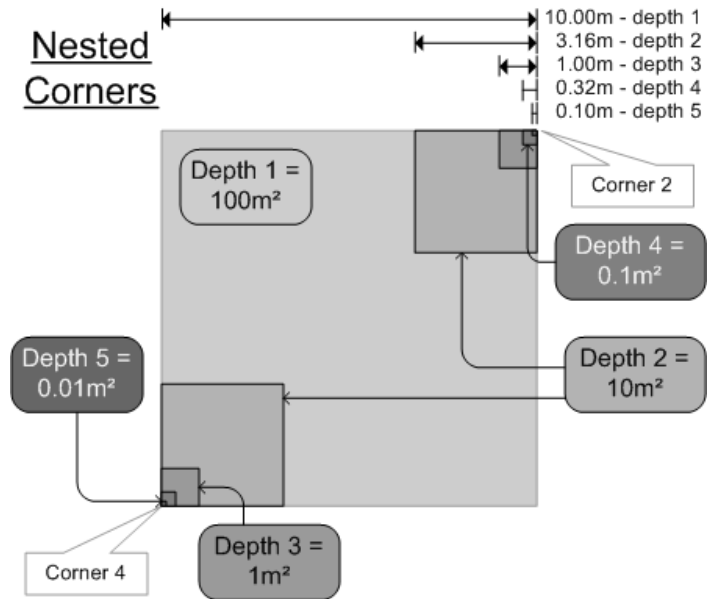 Nested
Corners
10.00m - depth 1
3.16m - depth 2
1.00m - depth 3
0.32m - depth 4
0.10m - depth 5
Depth 1 =
100m²
Corner 2
Depth 4 =
0.1m²
Depth 5 =
0.01m²
Depth 2 =
10m²
Depth 3 =
1m²
Corner 4